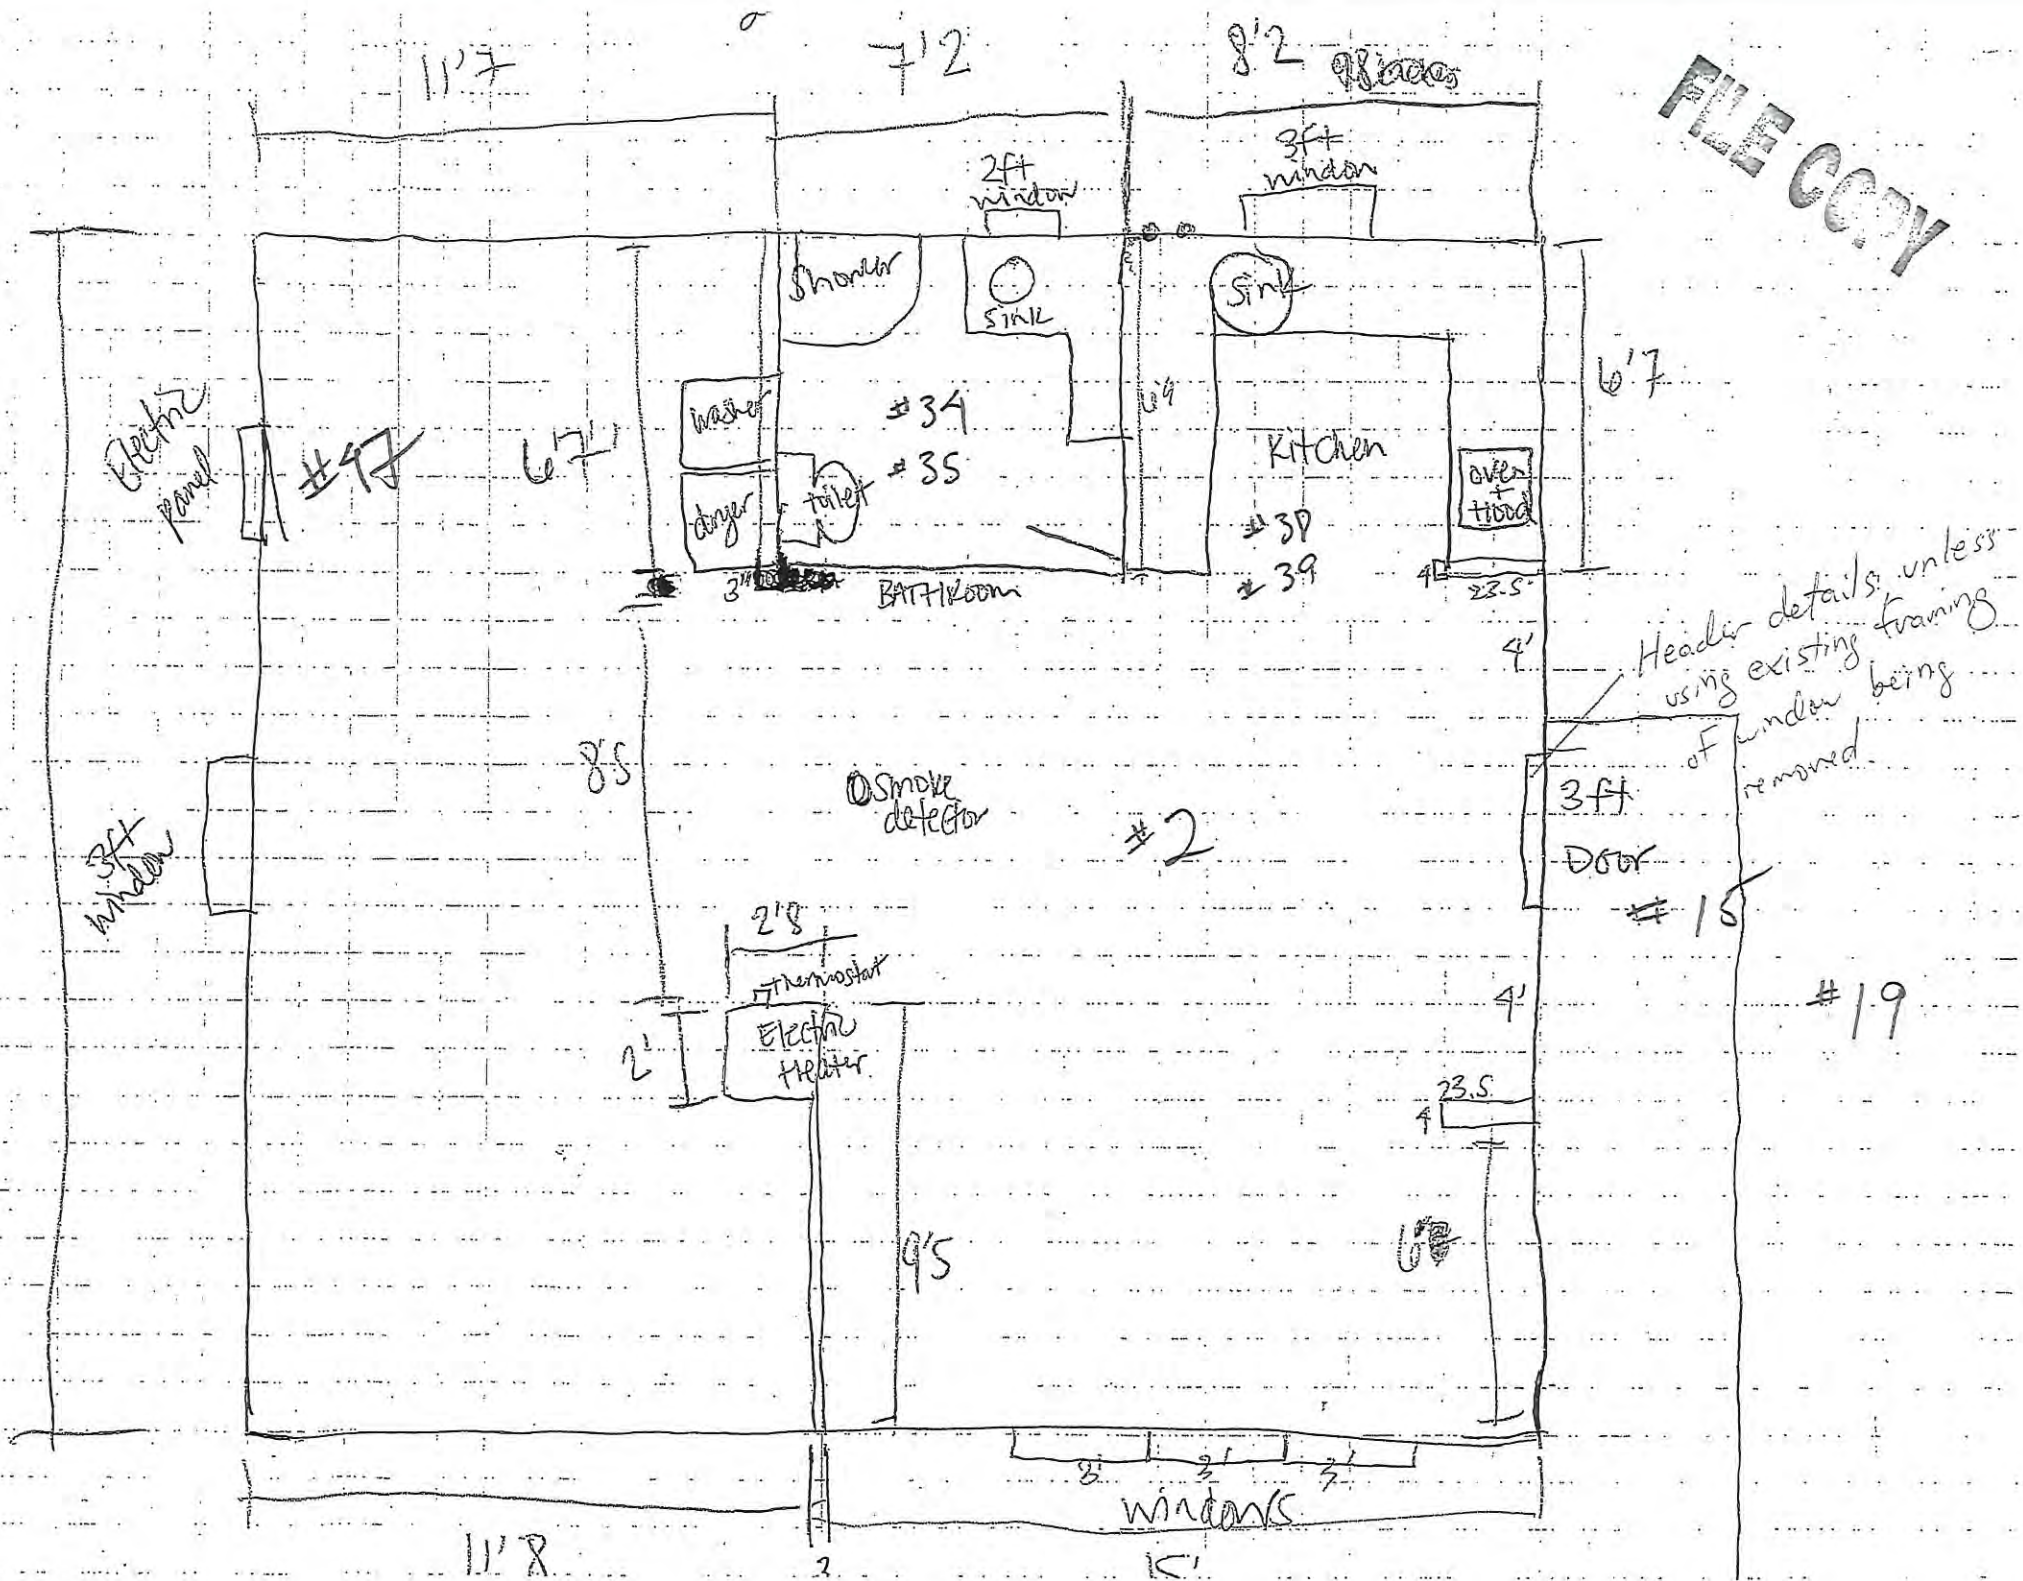 11'7
7'2
8'2
FILE COPY
2ft
window
3ft
window
Shower
sink
Sink
6'7
Electric
panel
#47
6'7"
washer
dryer
toilet
#34
#35
Kitchen
oven
+
Hood
#38
#39
3"
BATHROOM
4
23.5
4'
Header details unless
using existing framing
of window being
removed.
8'5
smoke
detector
#2
3ft
Door
#15
3ft
window
2'8
Thermostat
Electric
Heater
2'
4'
#19
23.5
4
9'5
3'
3'
3'
windows
11'8
3
15'